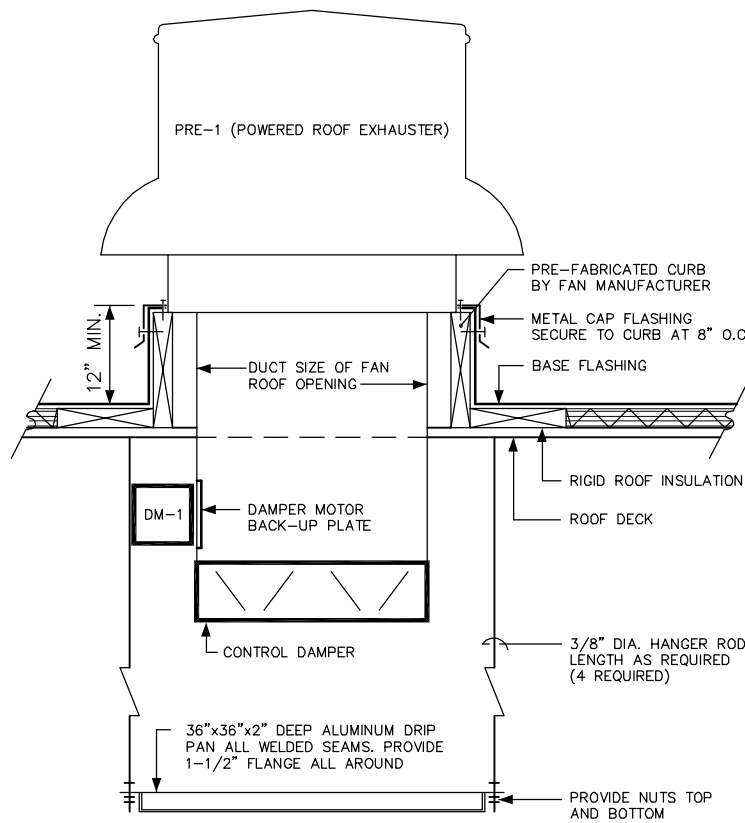 PRE-1 (POWERED ROOF EXHAUSTER)
PRE-FABRICATED CURB
BY FAN MANUFACTURER
METAL CAP FLASHING
SECURE TO CURB AT 8" O.C
12" MIN.
DUCT SIZE OF FAN
ROOF OPENING
BASE FLASHING
RIGID ROOF INSULATION
DM-1
DAMPER MOTOR
BACK-UP PLATE
ROOF DECK
CONTROL DAMPER
3/8" DIA. HANGER ROD
LENGTH AS REQUIRED
(4 REQUIRED)
36"x36"x2" DEEP ALUMINUM DRIP
PAN ALL WELDED SEAMS. PROVIDE
1-1/2" FLANGE ALL AROUND
PROVIDE NUTS TOP
AND BOTTOM